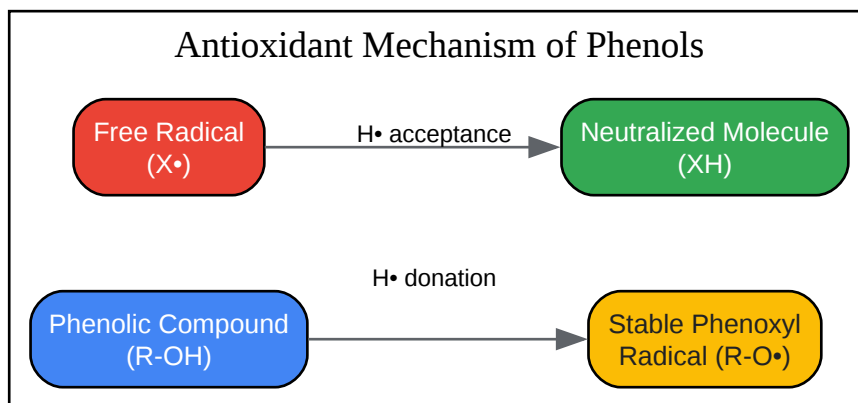 Antioxidant Mechanism of Phenols
Free Radical
(X•)
H• acceptance
Neutralized Molecule
(XH)
H• donation
Phenolic Compound
(R-OH)
Stable Phenoxyl
Radical (R-O•)